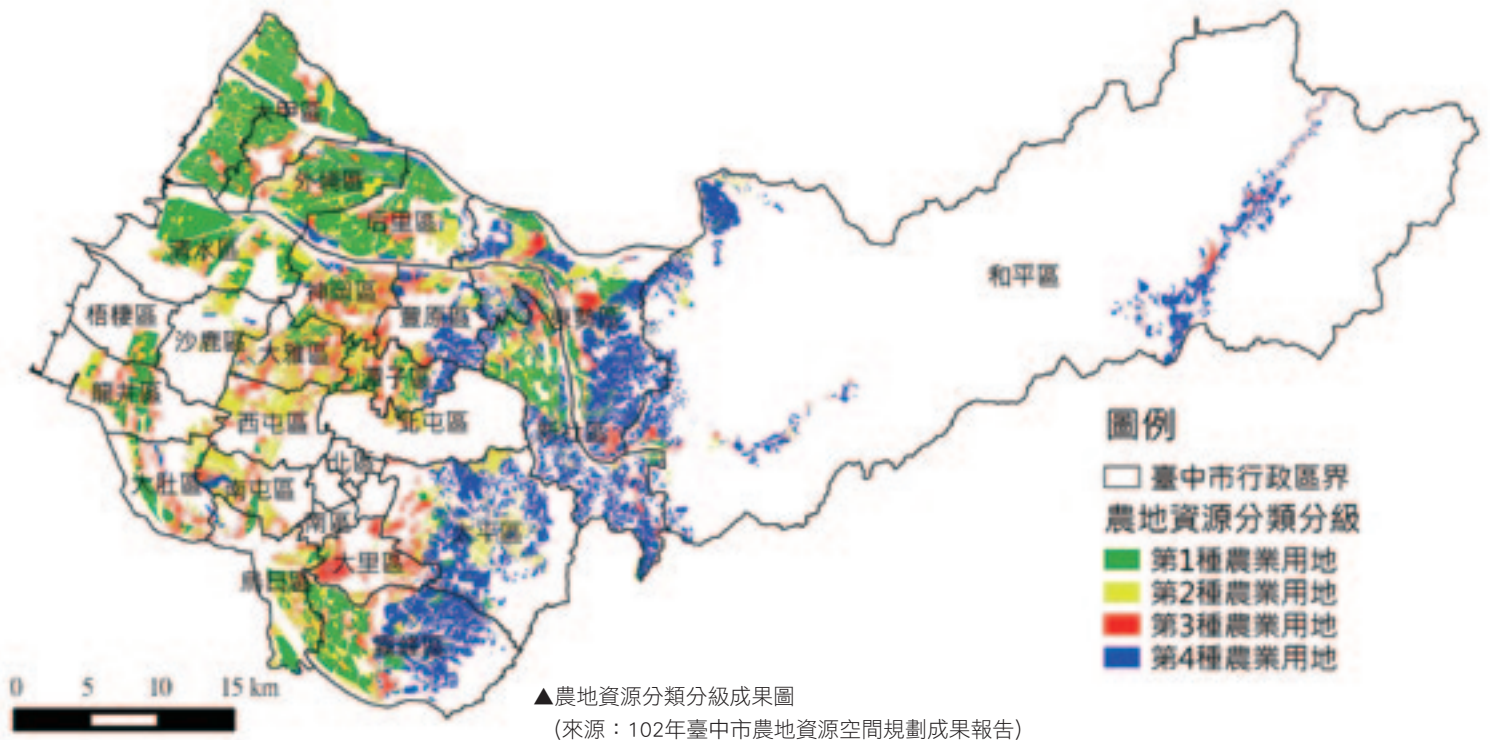 大甲區
外埔區
后里區
清水區
神岡區
和平區
豐原區
東勢區
梧棲區
沙鹿區
大雅區
潭子區
龍井區
西屯區
北屯區
新社區
北區
大肚區
南屯區
南區
太平區
大里區
烏日區
霧峰區
圖例
臺中市行政區界
農地資源分類分級
第1種農業用地
第2種農業用地
第3種農業用地
第4種農業用地
0 5 10 15 km
▲農地資源分類分級成果圖
(來源：102年臺中市農地資源空間規劃成果報告)